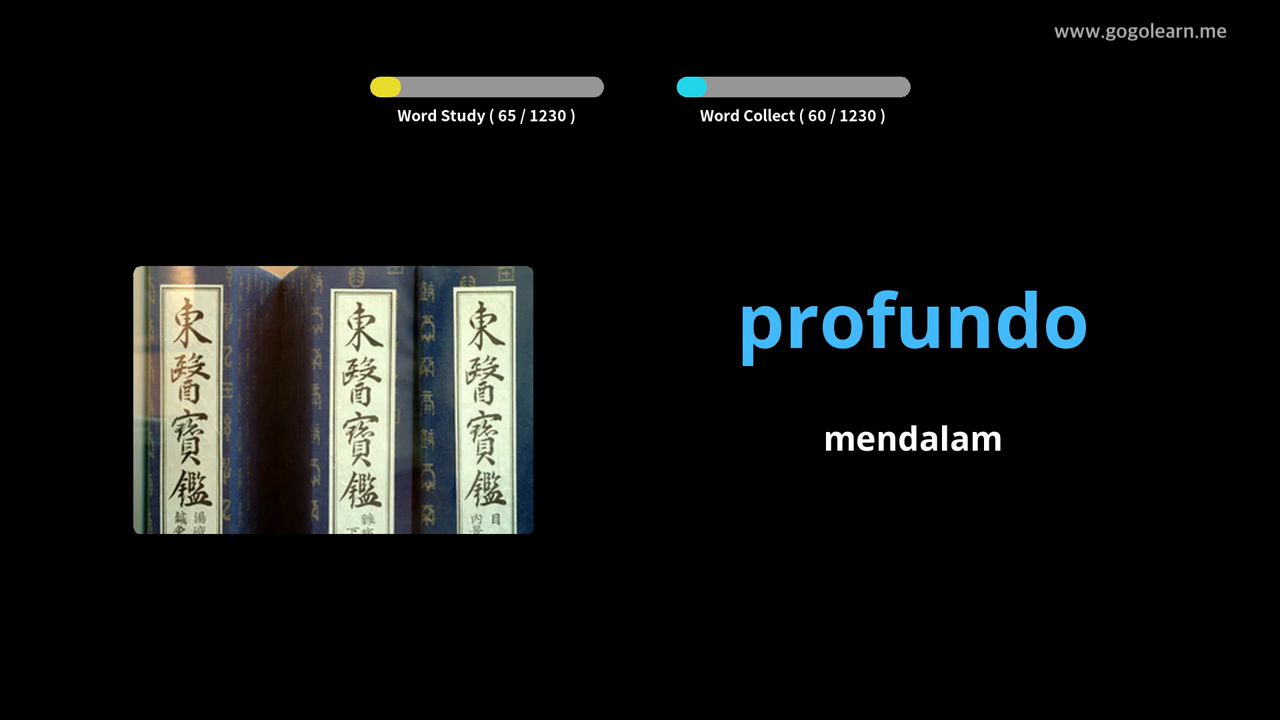 www.gogolearn.me
Word Study ( 65 / 1230 )
Word Collect ( 60 / 1230 )
東醫寶鑑
東醫寶鑑
東醫寶鑑
profundo
mendalam